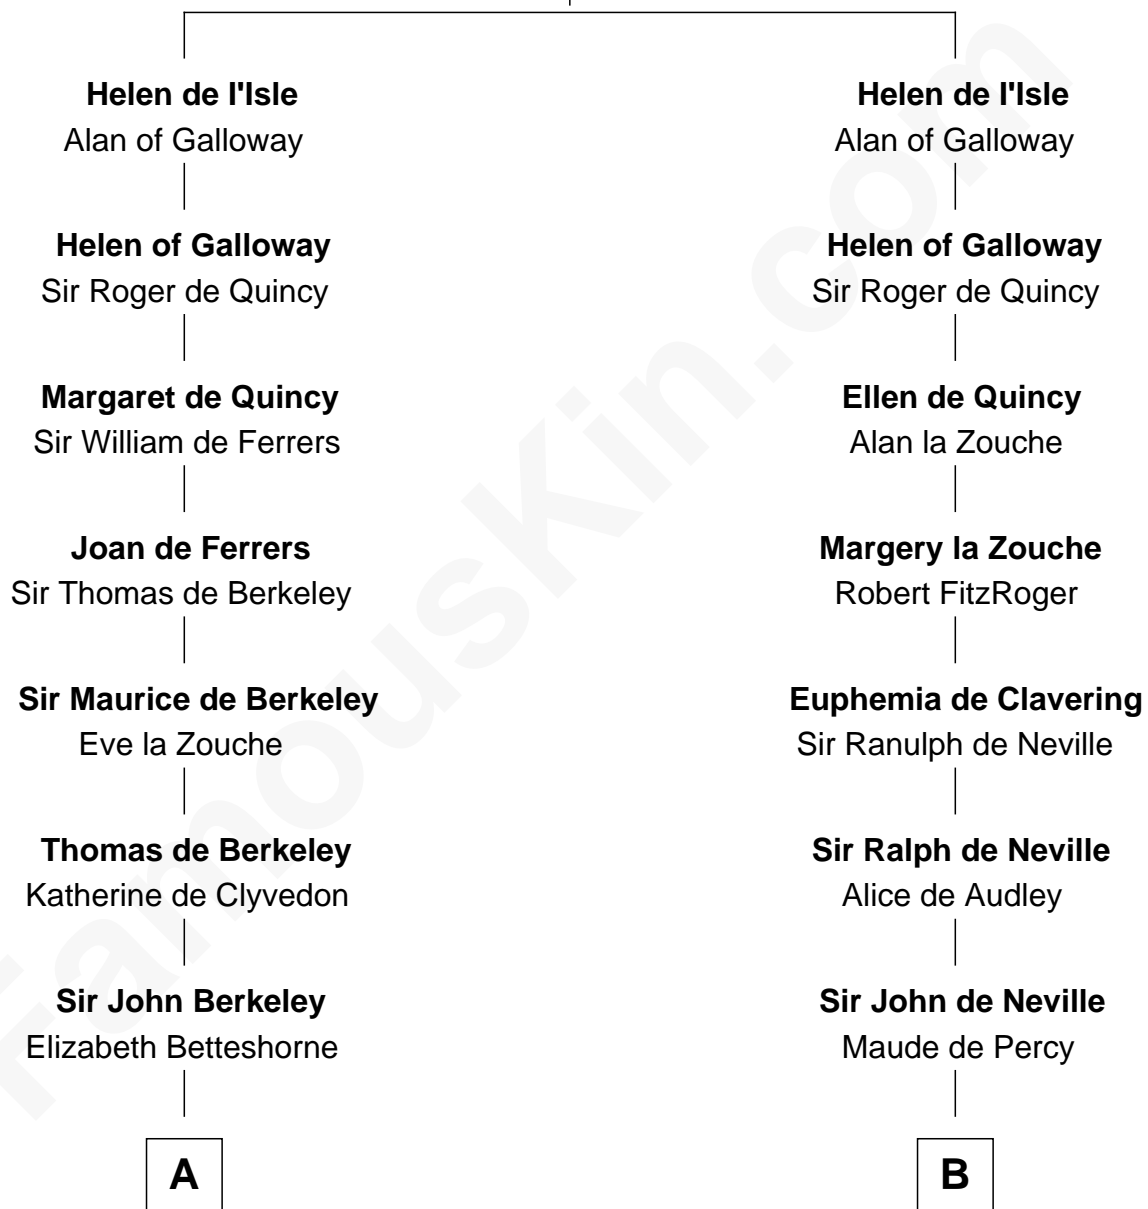 Helen de l'Isle
Alan of Galloway
Helen of Galloway
Sir Roger de Quincy
Margaret de Quincy
Sir William de Ferrers
Joan de Ferrers
Sir Thomas de Berkeley
Sir Maurice de Berkeley
Eve la Zouche
Thomas de Berkeley
Katherine de Clyvedon
Sir John Berkeley
Elizabeth Betteshorne
A
Helen de l'Isle
Alan of Galloway
Helen of Galloway
Sir Roger de Quincy
Ellen de Quincy
Alan la Zouche
Margery la Zouche
Robert FitzRoger
Euphemia de Clavering
Sir Ranulph de Neville
Sir Ralph de Neville
Alice de Audley
Sir John de Neville
Maude de Percy
B
FamousKin.com